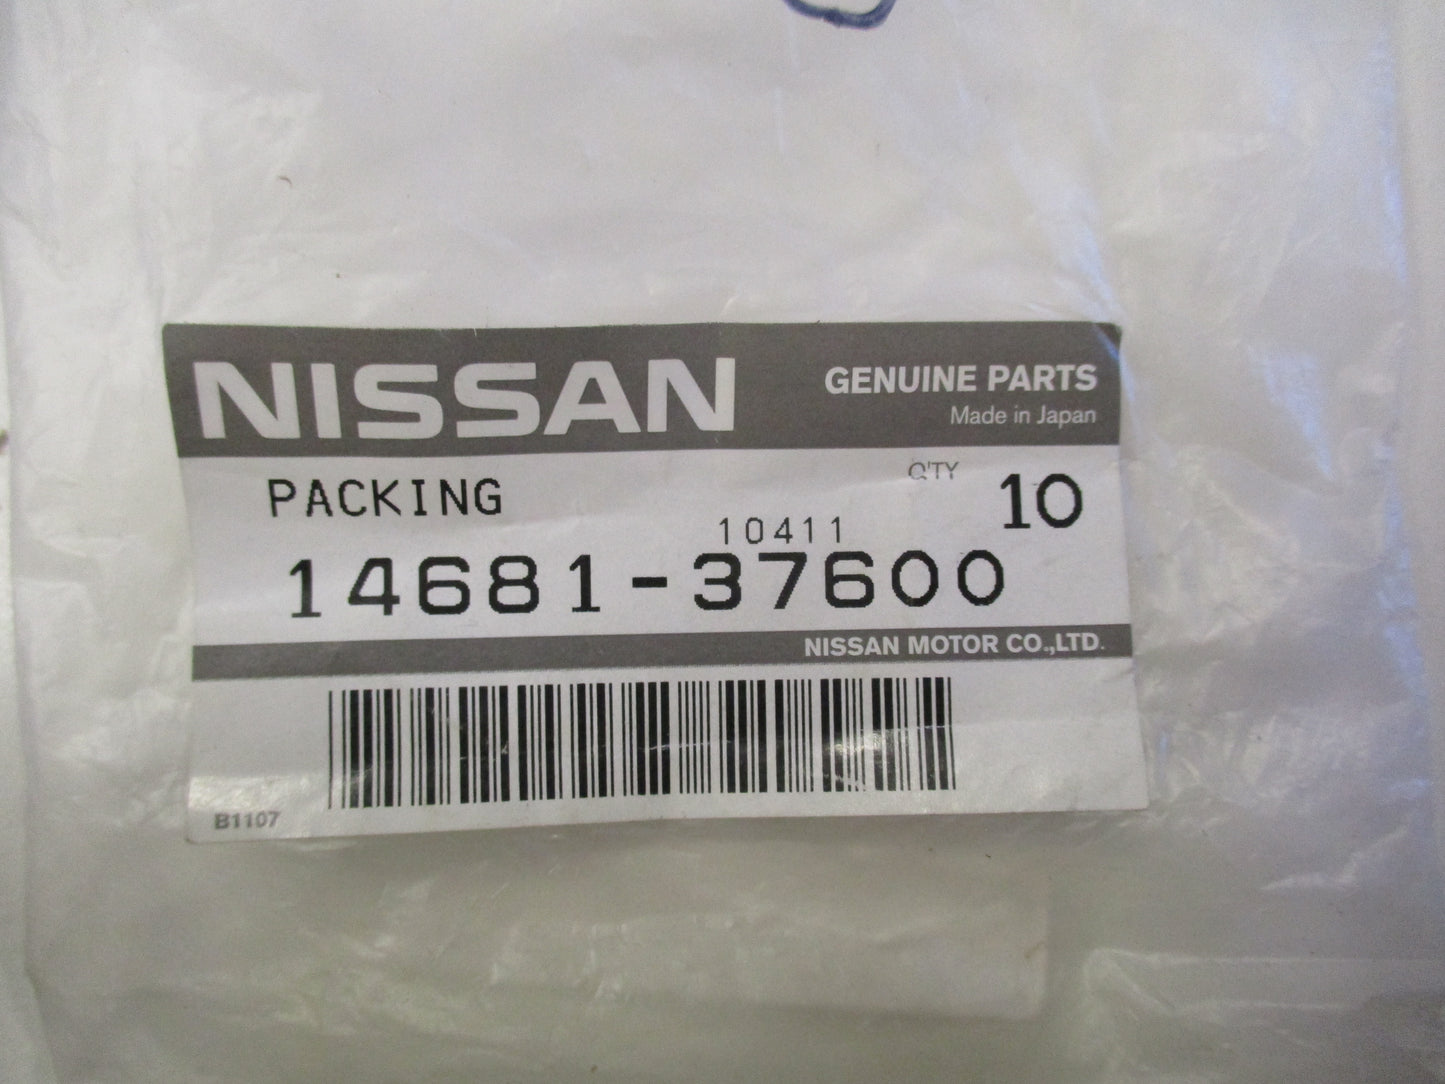 NISSAN
GENUINE PARTS
Made in Japan
PACKING
Q'TY
10
10411
14681-37600
NISSAN MOTOR CO.,LTD.
B1107